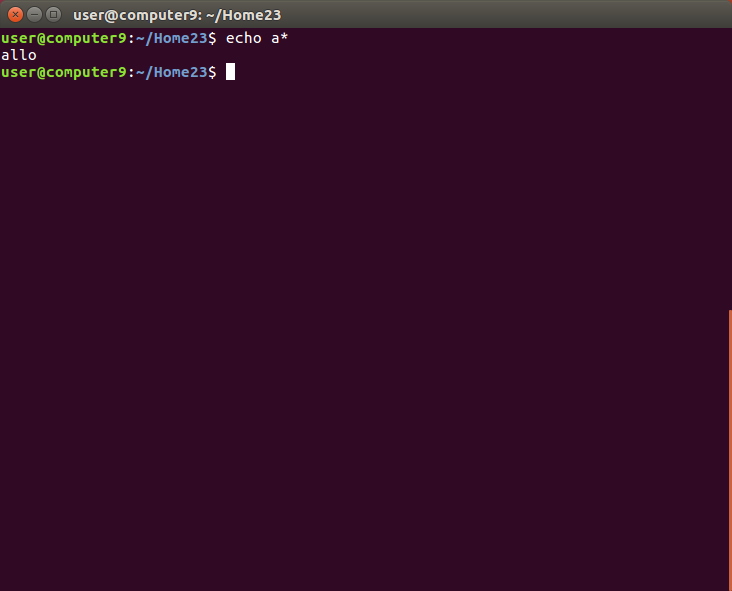 user@computer9: ~/Home23
user@computer9:~/Home23$ echo a*
allo
user@computer9:~/Home23$